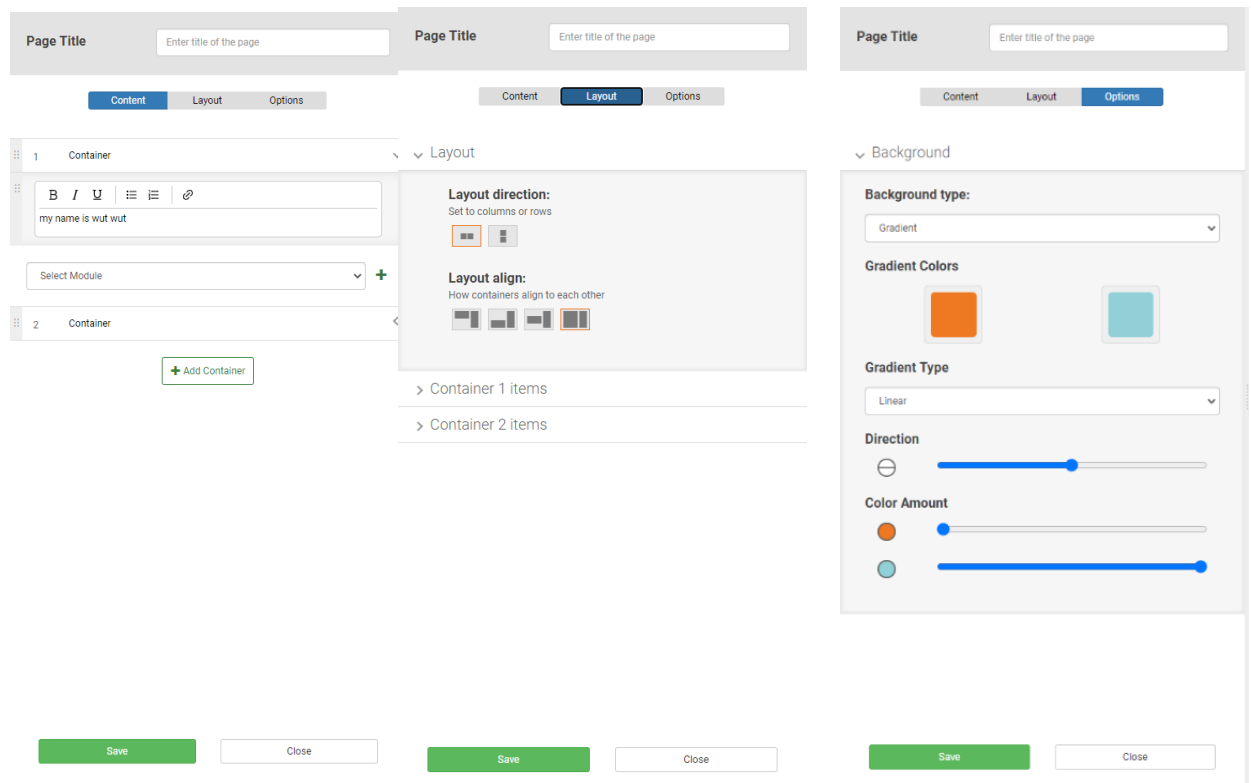 Page Title
Enter title of the page
Content
Layout
Options
1
Container
B I U
my name is wut wut
Select Module
2
Container
Add Container
Save
Close
Page Title
Enter title of the page
Content
Layout
Options
Layout
Layout direction:
Set to columns or rows
Layout align:
How containers align to each other
Container 1 items
Container 2 items
Save
Close
Page Title
Enter title of the page
Content
Layout
Options
Background
Background type:
Gradient
Gradient Colors
Gradient Type
Linear
Direction
Color Amount
Save
Close